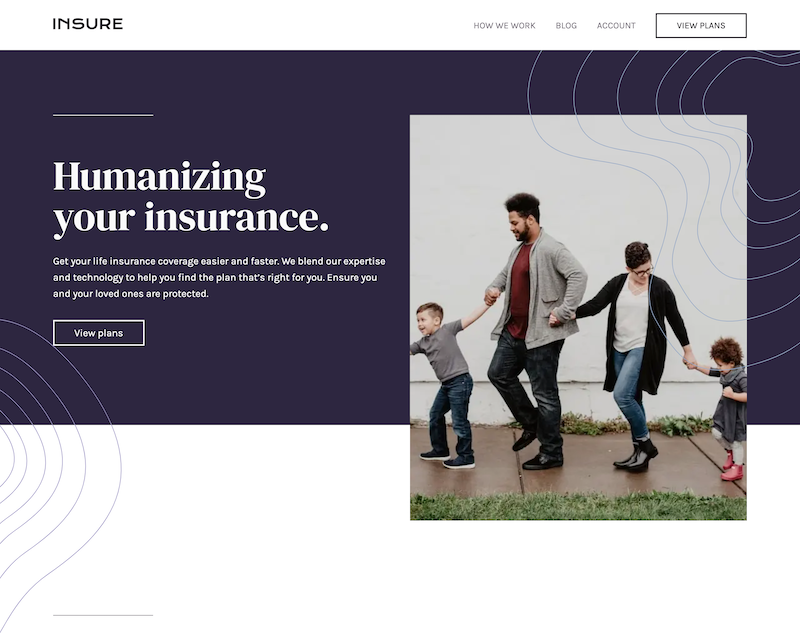 INSURE
HOW WE WORK
BLOG
ACCOUNT
VIEW PLANS
Humanizing
your insurance.
Get your life insurance coverage easier and faster. We blend our expertise
and technology to help you find the plan that's right for you. Ensure you
and your loved ones are protected.
View plans